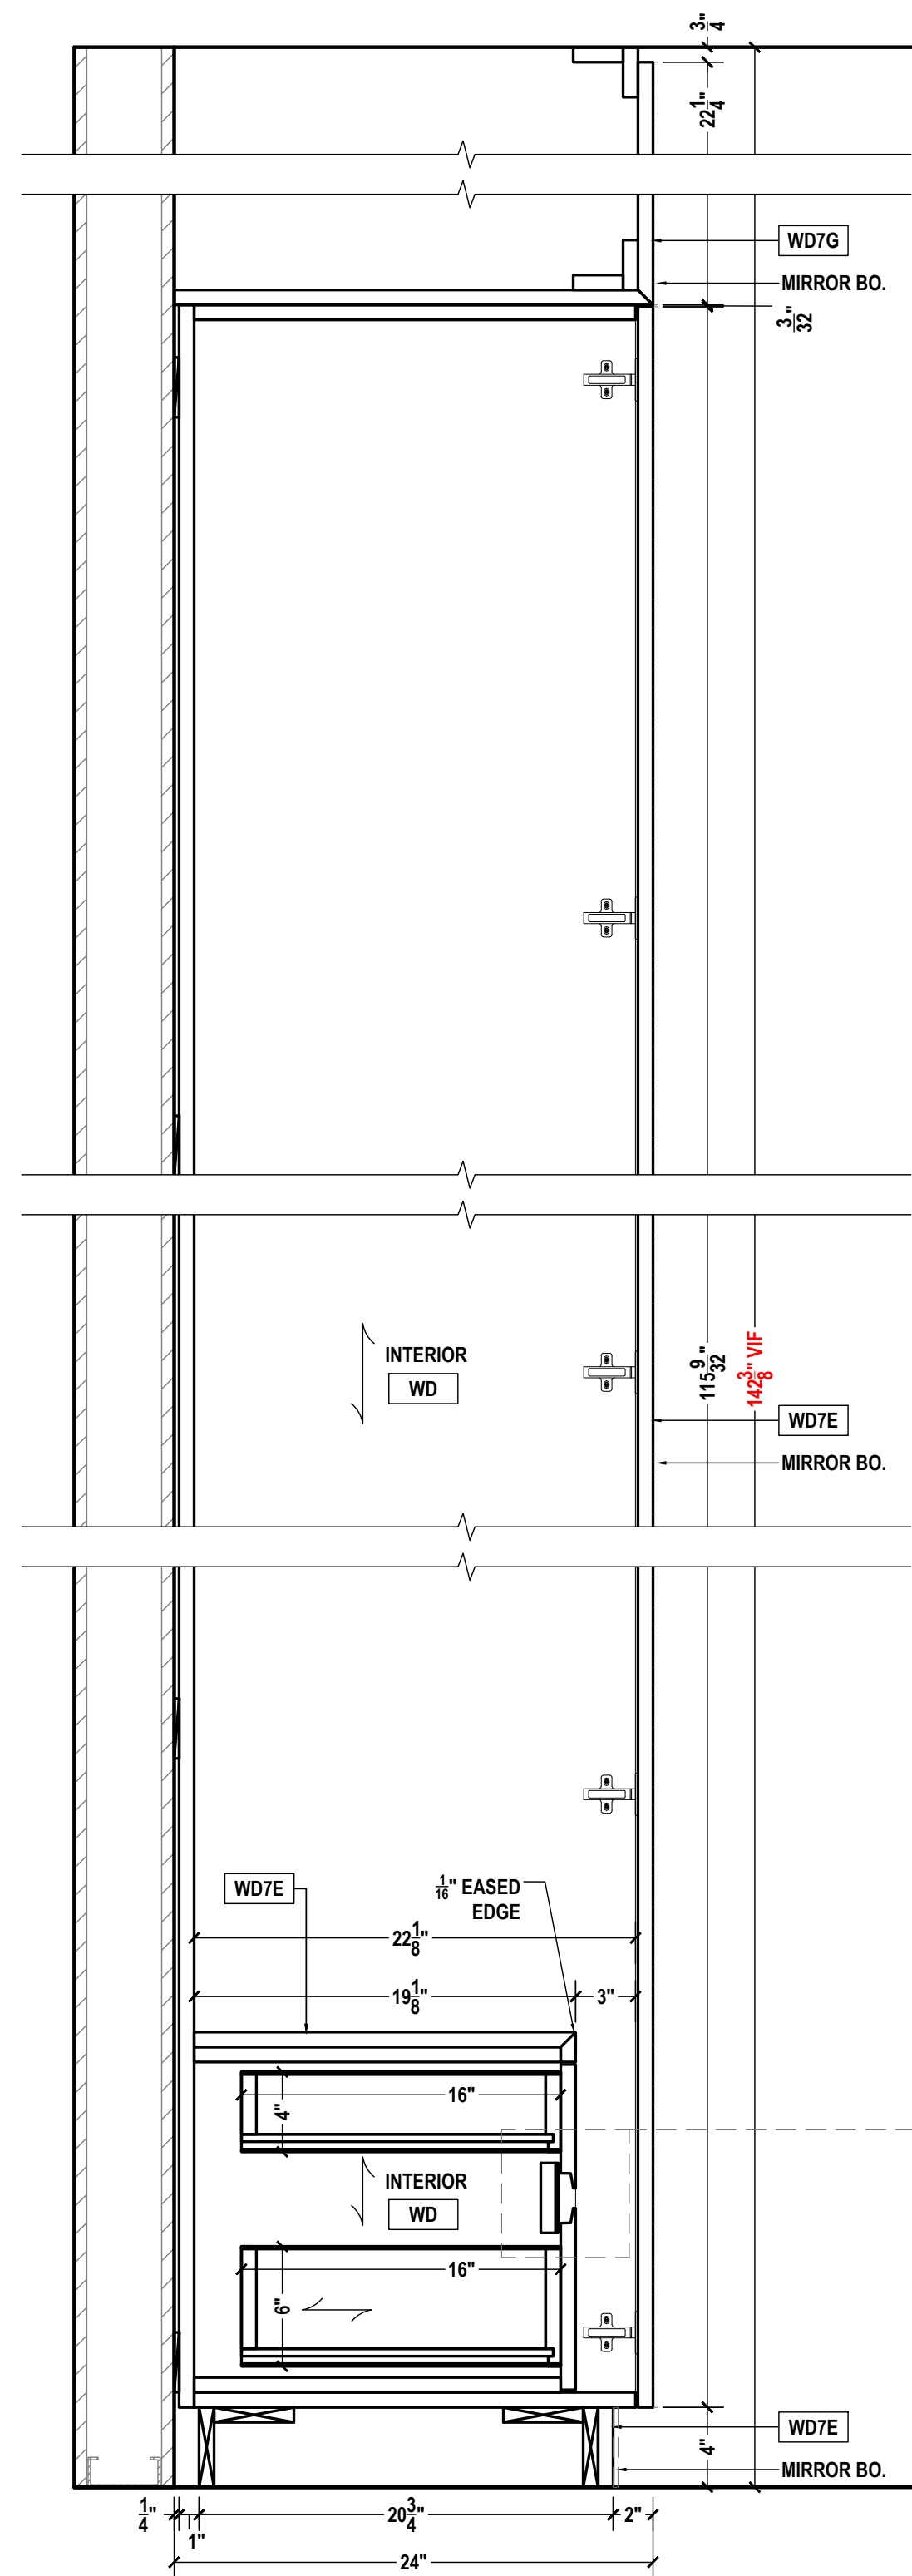 3/4"
22 1/4"
WD7G
MIRROR BO.
3/32"
INTERIOR
WD
115 9/32"
142 3/8" VIF
WD7E
MIRROR BO.
WD7E
1/16" EASED
EDGE
22 1/8"
19 1/8"
3"
16"
4"
INTERIOR
WD
16"
6"
WD7E
4"
MIRROR BO.
1/4"
1"
20 3/4"
2"
24"